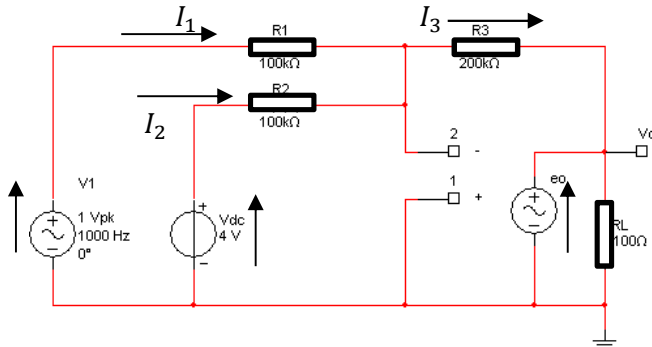 I₁
I₃
R1
R3
100kΩ
200kΩ
R2
I₂
100kΩ
2
-
Vo
1
+
V1
eo
+
1 Vpk
1000 Hz
0°
−
+
Vdc
4 V
-
+
−
RL
100Ω